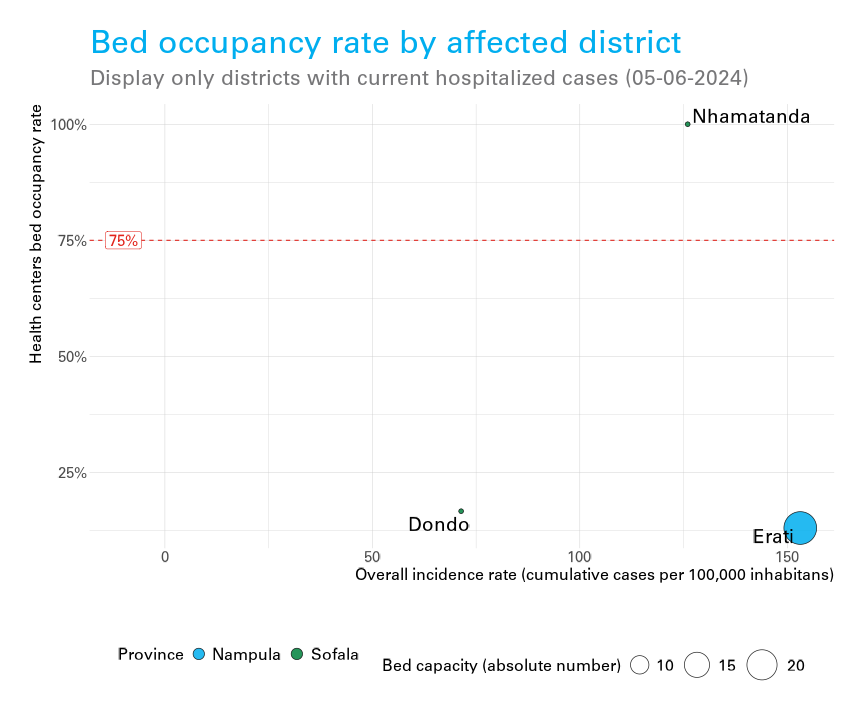 Bed occupancy rate by affected district
Display only districts with current hospitalized cases (05-06-2024)
Health centers bed occupancy rate
100%
Nhamatanda
75%
75%
50%
25%
Dondo
Erati
0
50
100
150
Overall incidence rate (cumulative cases per 100,000 inhabitans)
Province Nampula Sofala
Bed capacity (absolute number) 10 15 20